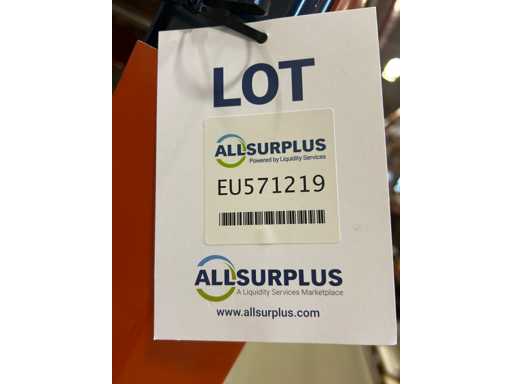 LOT
ALLSURPLUS
Powered by Liquidity Services
EU571219
ALLSURPLUS
A Liquidity Services Marketplace
www.allsurplus.com